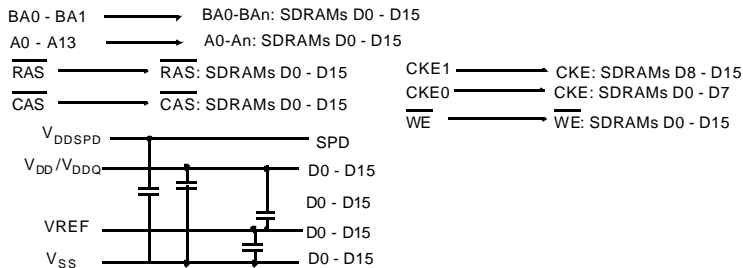 BA0 - BA1 BA0-BAn: SDRAMs D0 - D15
A0 - A13 A0-An: SDRAMs D0 - D15
RAS RAS: SDRAMs D0 - D15
CAS CAS: SDRAMs D0 - D15
CKE1 CKE: SDRAMs D8 - D15
CKE0 CKE: SDRAMs D0 - D7
WE WE: SDRAMs D0 - D15
VDDSPD SPD
VDD/VDDQ D0 - D15
D0 - D15
VREF D0 - D15
VSS D0 - D15